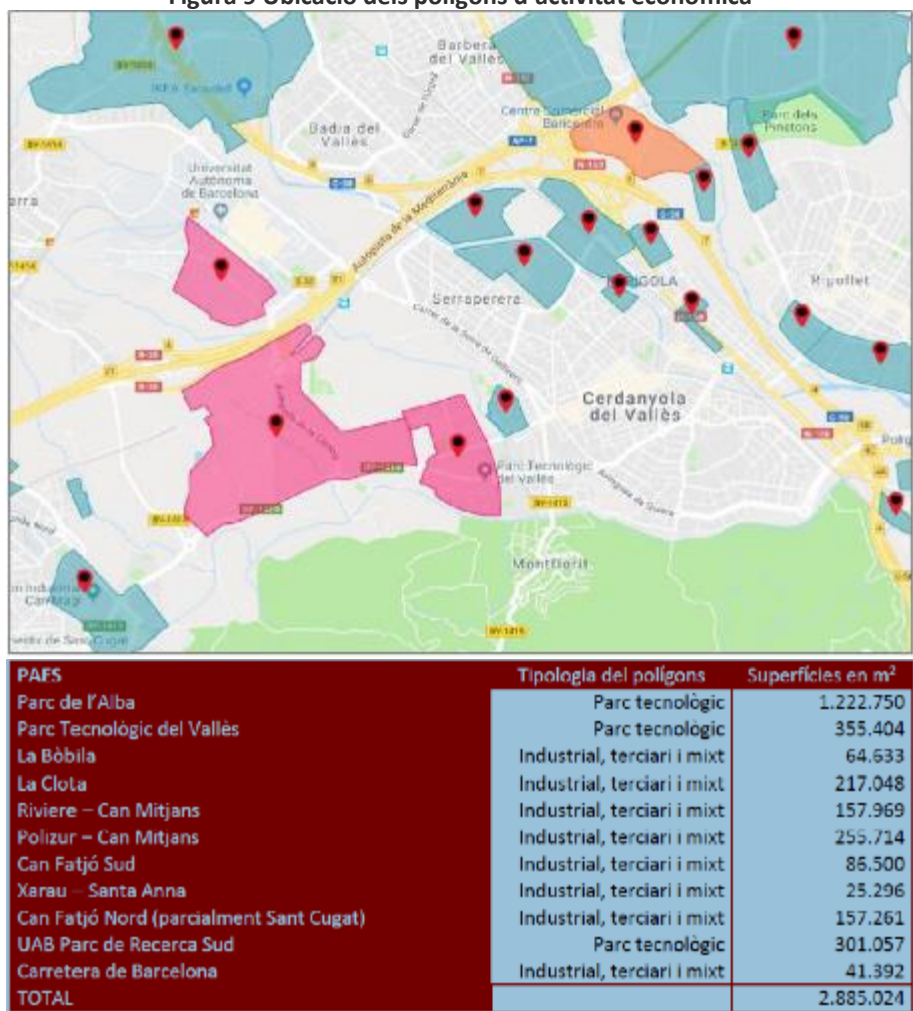 Figura 9 Ubicació dels polígons d'activitat econòmica
Barberà
del Vallès
Centre Comercial
Baricentro
Badia del
Vallès
Parc dels
Pinetons
Universitat
Autònoma
de Barcelona
Autopista de la Mediterrània
Serraperera
Ripollet
Cerdanyola
del Vallès
Parc Tecnològic
del Vallès
Montflorit
PAES Tipologia del polígons Superfícies en m²
Parc de l'Alba Parc tecnològic 1.222.750
Parc Tecnològic del Vallès Parc tecnològic 355.404
La Bòbila Industrial, terciari i mixt 64.633
La Clota Industrial, terciari i mixt 217.048
Riviere – Can Mitjans Industrial, terciari i mixt 157.969
Polizur – Can Mitjans Industrial, terciari i mixt 255.714
Can Fatjó Sud Industrial, terciari i mixt 86.500
Xarau – Santa Anna Industrial, terciari i mixt 25.296
Can Fatjó Nord (parcialment Sant Cugat) Industrial, terciari i mixt 157.261
UAB Parc de Recerca Sud Parc tecnològic 301.057
Carretera de Barcelona Industrial, terciari i mixt 41.392
TOTAL 2.885.024